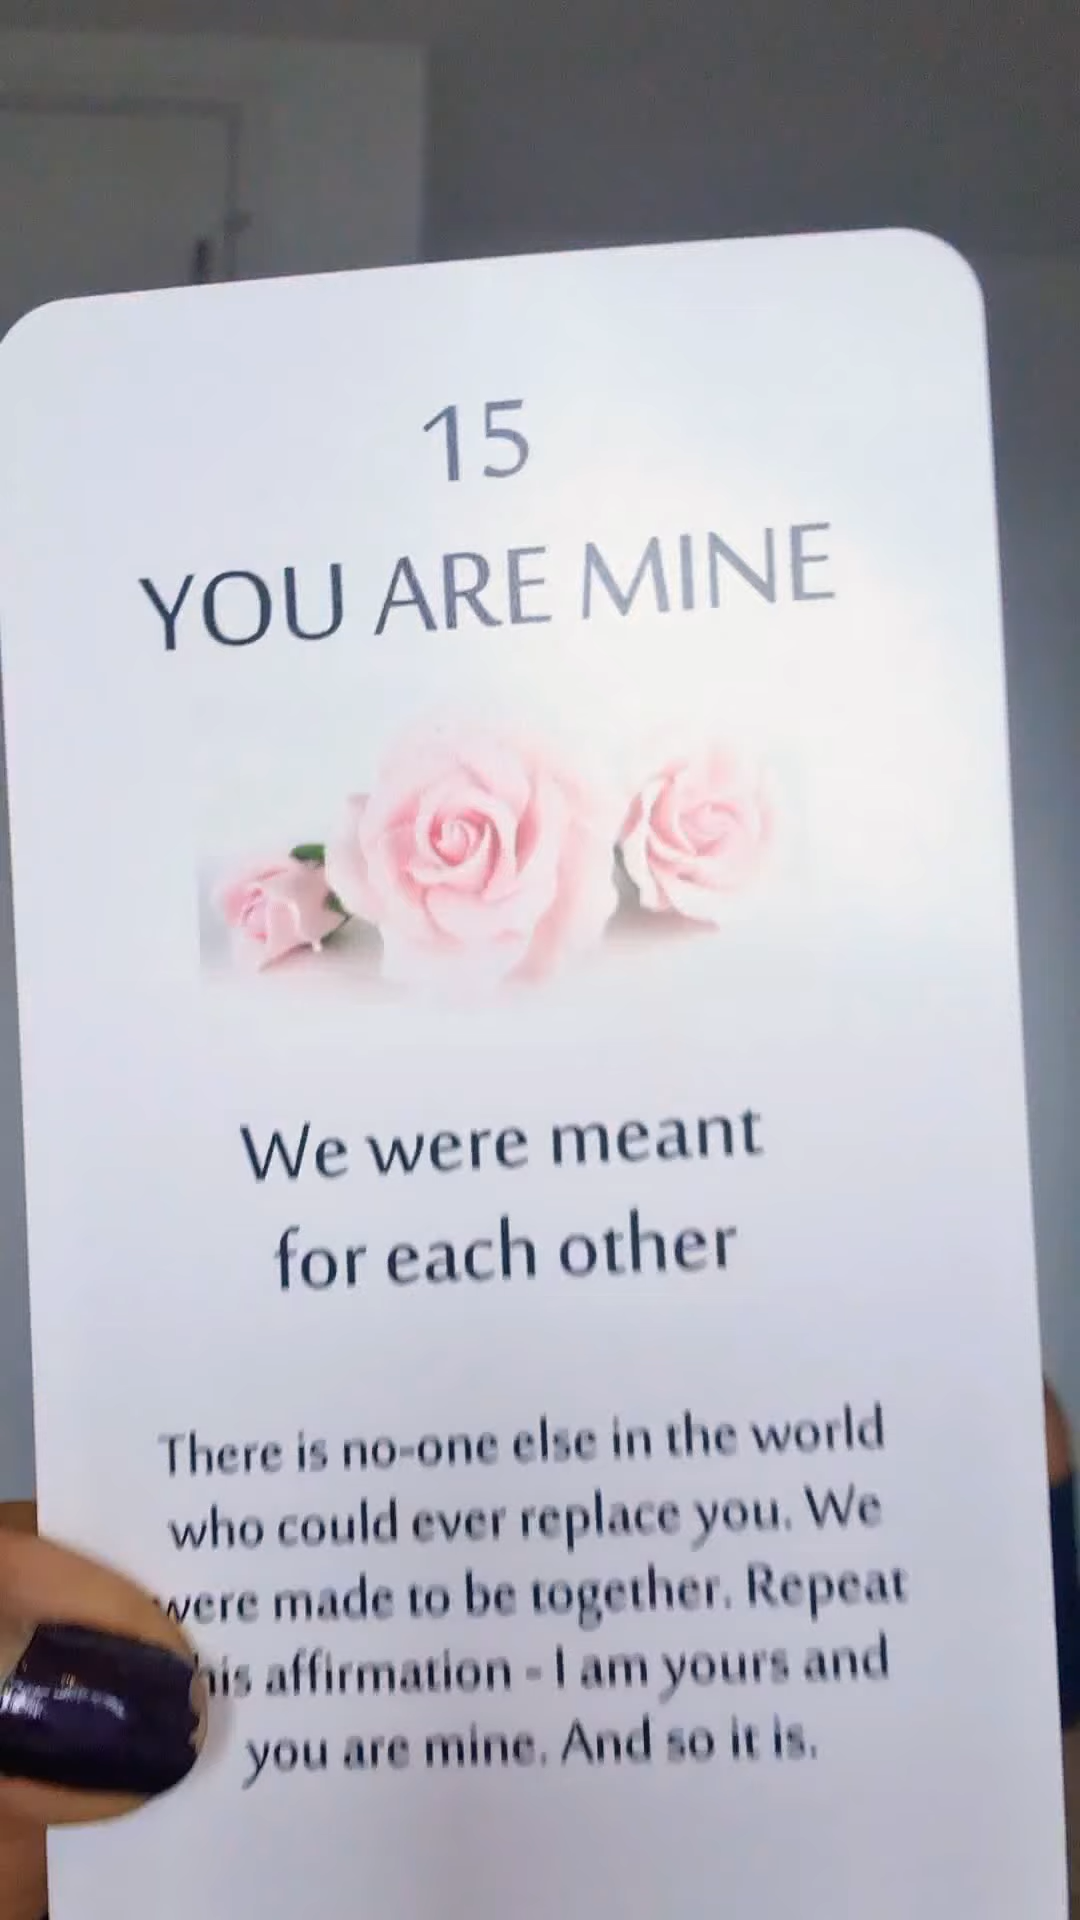 15
YOU ARE MINE
We were meant
for each other
There is no-one else in the world
who could ever replace you. We
were made to be together. Repeat
his affirmation - I am yours and
you are mine. And so it is.